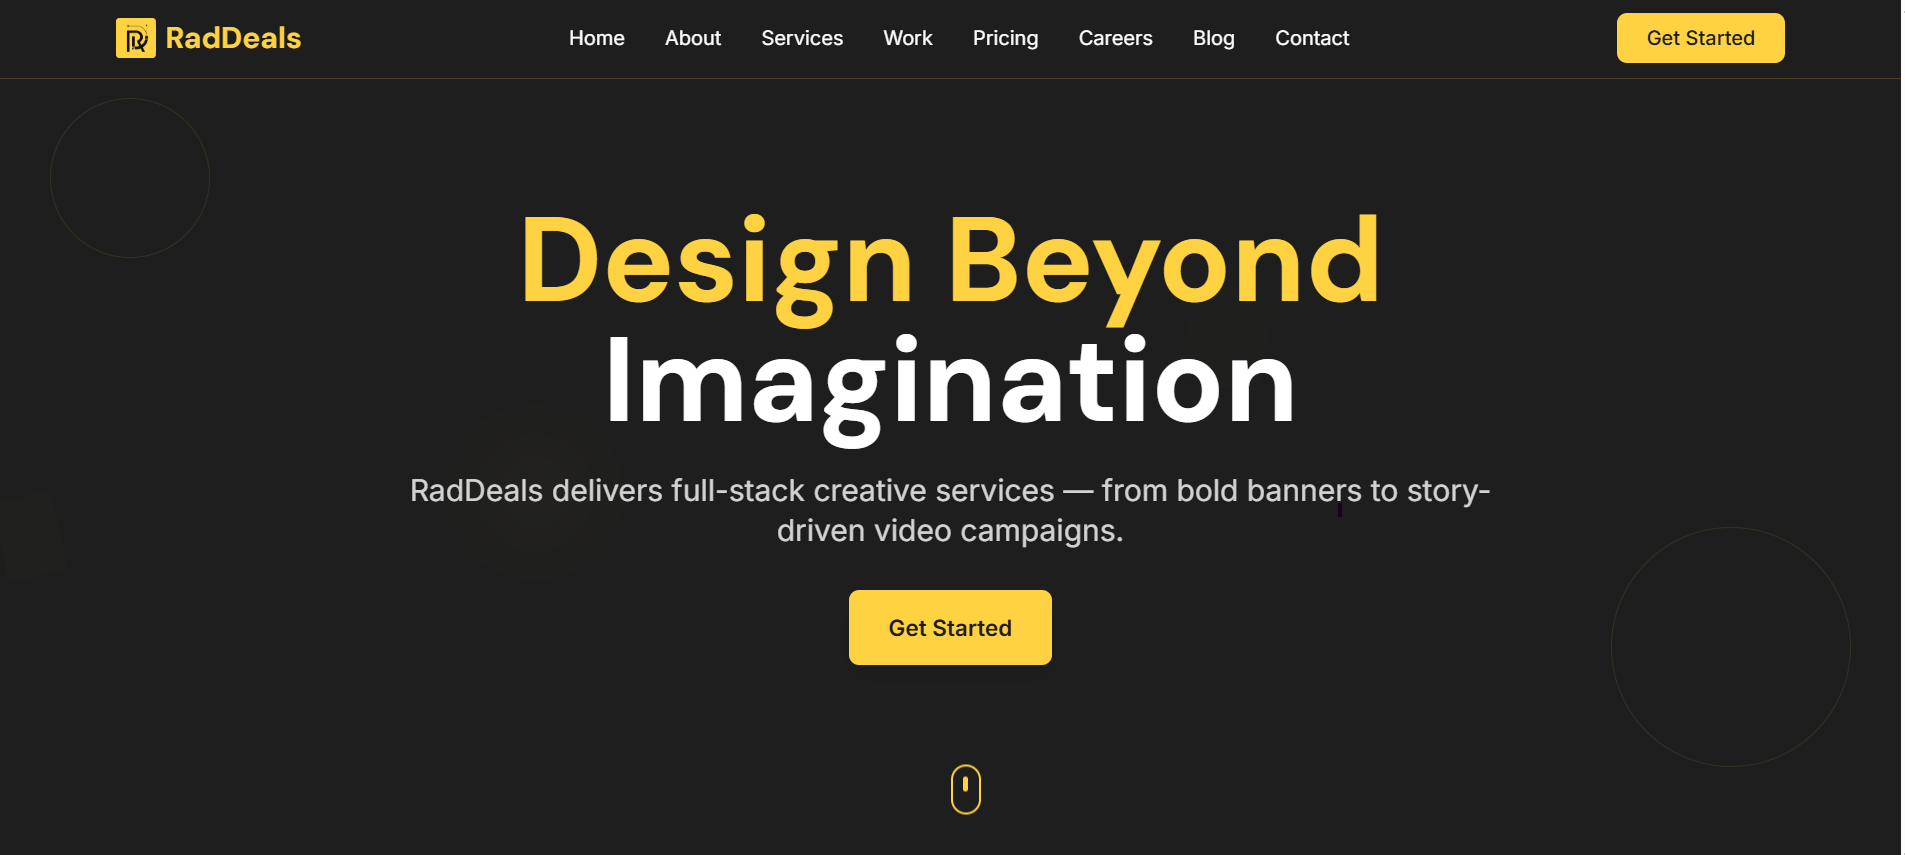 RadDeals
Home About Services Work Pricing Careers Blog Contact
Get Started
Design Beyond
Imagination
RadDeals delivers full-stack creative services — from bold banners to story-
driven video campaigns.
Get Started